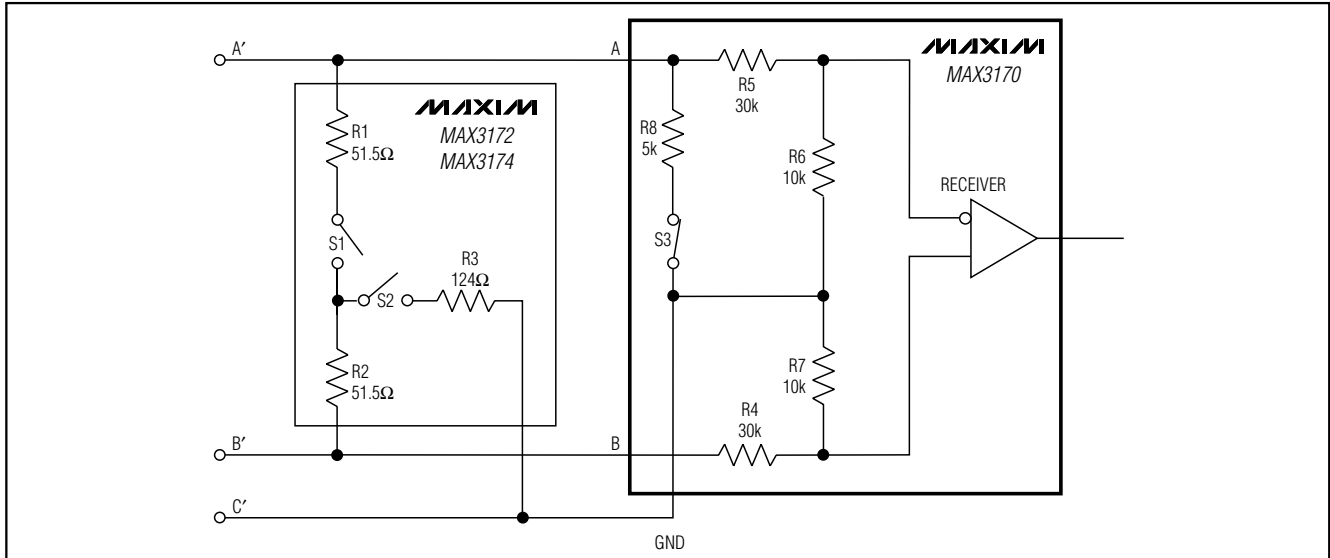 A′
A
MAXIM
MAX3170
R5
30k
MAXIM
MAX3172
MAX3174
R1
51.5Ω
R8
5k
R6
10k
RECEIVER
S1
S3
R3
124Ω
S2
R2
51.5Ω
R7
10k
R4
30k
B′
B
C′
GND